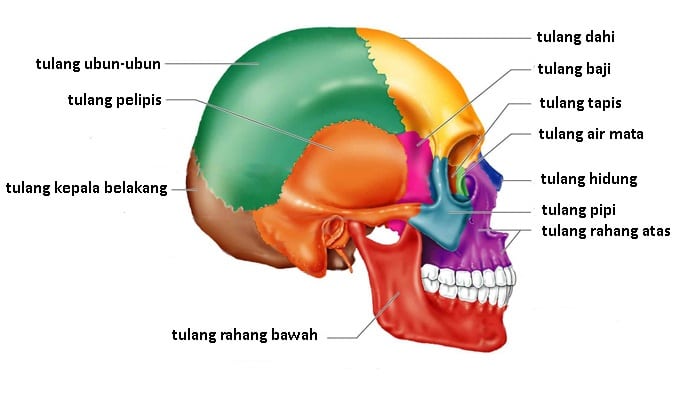 tulang dahi
tulang ubun-ubun
tulang baji
tulang pelipis
tulang tapis
tulang air mata
tulang hidung
tulang kepala belakang
tulang pipi
tulang rahang atas
tulang rahang bawah